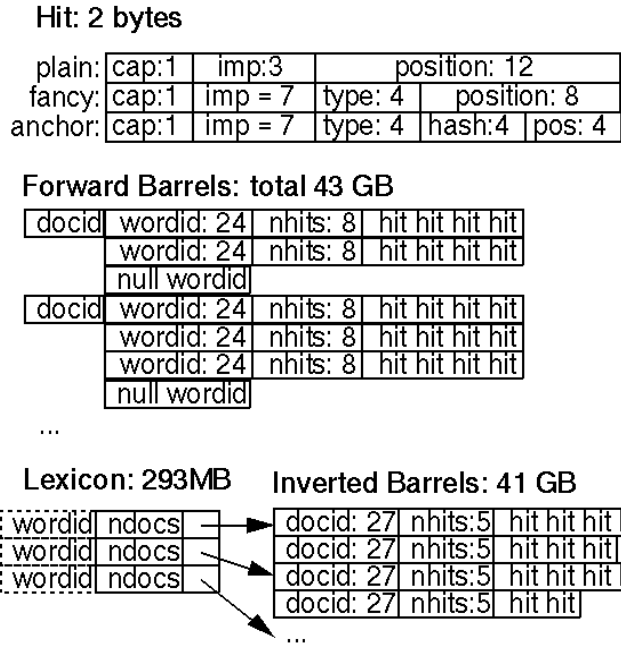 Hit: 2 bytes
plain: cap:1 imp:3 position: 12
fancy: cap:1 imp = 7 type: 4 position: 8
anchor: cap:1 imp = 7 type: 4 hash:4 pos: 4
Forward Barrels: total 43 GB
docid wordid: 24 nhits: 8 hit hit hit hit
wordid: 24 nhits: 8 hit hit hit hit
null wordid
docid wordid: 24 nhits: 8 hit hit hit hit
wordid: 24 nhits: 8 hit hit hit hit
wordid: 24 nhits: 8 hit hit hit hit
null wordid
...
Lexicon: 293MB Inverted Barrels: 41 GB
wordid ndocs docid: 27 nhits:5 hit hit hit
wordid ndocs docid: 27 nhits:5 hit hit hit
wordid ndocs docid: 27 nhits:5 hit hit hit
docid: 27 nhits:5 hit hit
...